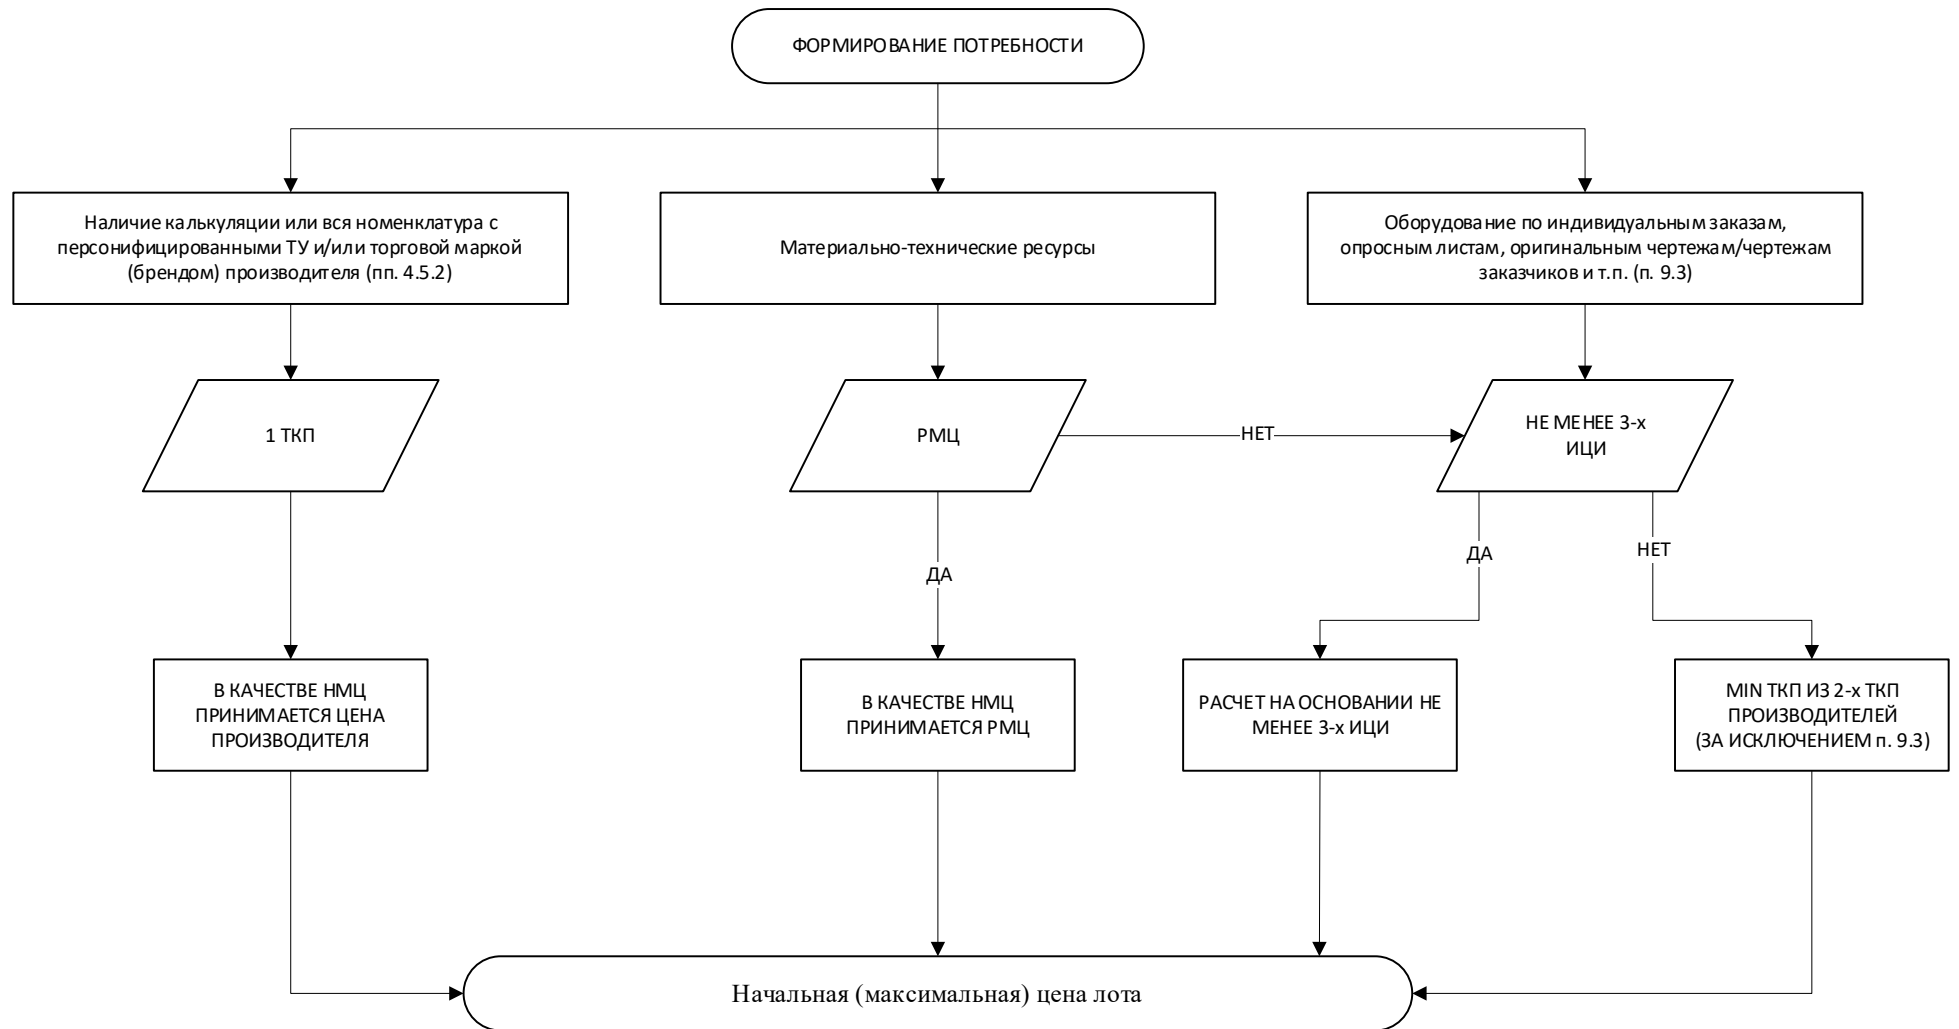 ФОРМИРОВАНИЕ ПОТРЕБНОСТИ
Наличие калькуляции или вся номенклатура с
персонифицированными ТУ и/или торговой маркой
(брендом) производителя (пп. 4.5.2)
Материально-технические ресурсы
Оборудование по индивидуальным заказам,
опросным листам, оригинальным чертежам/чертежам
заказчиков и т.п. (п. 9.3)
1 ТКП
РМЦ
НЕТ
НЕ МЕНЕЕ 3-х
ИЦИ
ДА
ДА
НЕТ
В КАЧЕСТВЕ НМЦ
ПРИНИМАЕТСЯ ЦЕНА
ПРОИЗВОДИТЕЛЯ
В КАЧЕСТВЕ НМЦ
ПРИНИМАЕТСЯ РМЦ
РАСЧЕТ НА ОСНОВАНИИ НЕ
МЕНЕЕ 3-х ИЦИ
MIN ТКП ИЗ 2-х ТКП
ПРОИЗВОДИТЕЛЕЙ
(ЗА ИСКЛЮЧЕНИЕМ п. 9.3)
Начальная (максимальная) цена лота